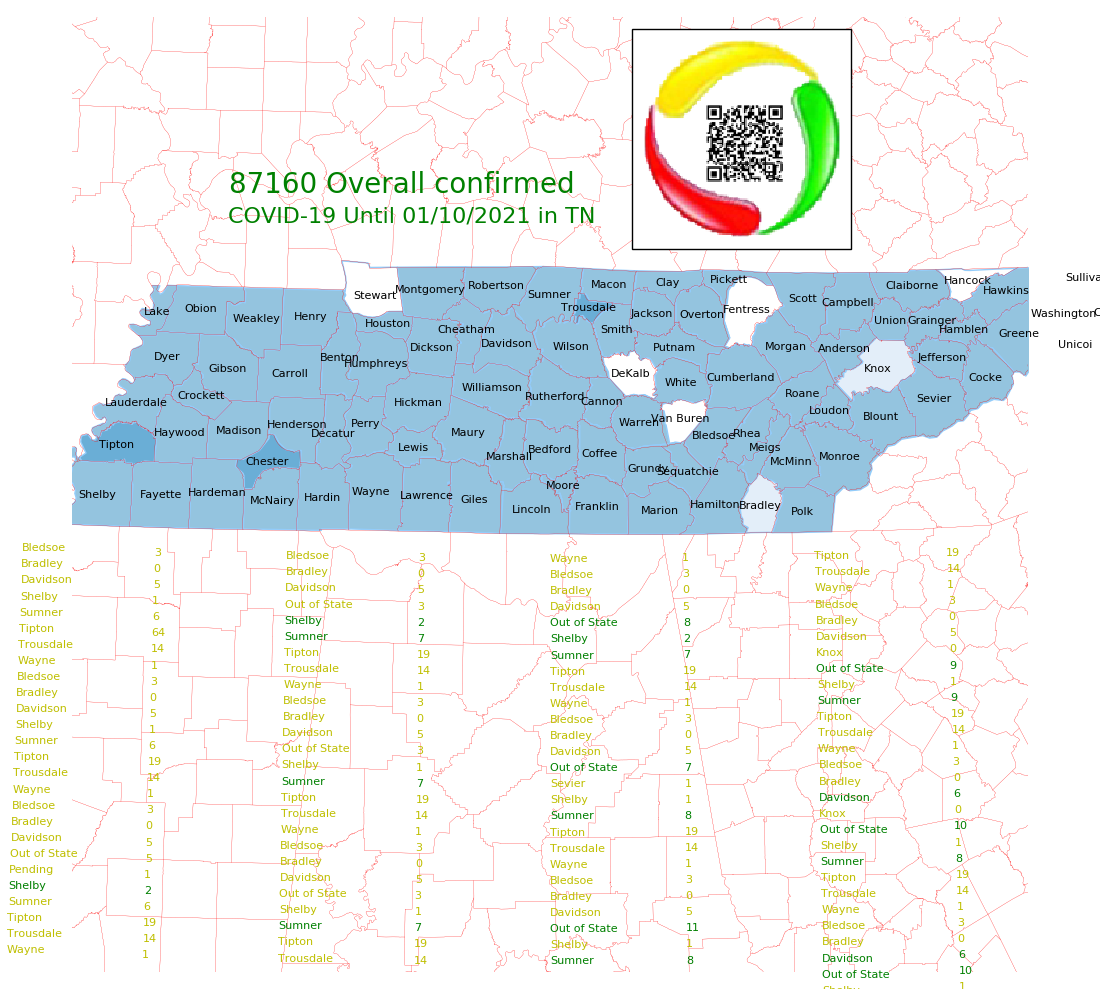 87160 Overall confirmed
COVID-19 Until 01/10/2021 in TN
Stewart Montgomery Robertson Sumner Macon Clay Pickett Fentress Scott Campbell Claiborne Hancock Hawkins
Lake Obion Weakley Henry Houston Cheatham Trousdale Smith Jackson Overton Union Grainger Hamblen Greene Unicoi
Dyer Gibson Carroll Benton Humphreys Dickson Davidson Wilson DeKalb Putnam White Cumberland Morgan Anderson Knox Jefferson Cocke
Lauderdale Crockett Hickman Williamson Rutherford Cannon Warren Van Buren Roane Loudon Blount Sevier
Tipton Haywood Madison Henderson Decatur Perry Lewis Maury Marshall Bedford Coffee Grundy Sequatchie Bledsoe Rhea Meigs McMinn Monroe
Shelby Fayette Hardeman Chester McNairy Hardin Wayne Lawrence Giles Lincoln Moore Franklin Marion Hamilton Bradley Polk
Washington
Bledsoe 3
Bradley 0
Davidson 5
Shelby 1
Sumner 6
Tipton 64
Trousdale 14
Wayne 1
Bledsoe 3
Bradley 0
Davidson 5
Shelby 1
Sumner 6
Tipton 19
Trousdale 14
Wayne 1
Bledsoe 3
Bradley 0
Davidson 5
Out of State 5
Pending 1
Shelby 2
Sumner 6
Tipton 19
Trousdale 14
Wayne 1
Bledsoe 3
Bradley 0
Davidson 5
Out of State 3
Shelby 2
Sumner 7
Tipton 19
Trousdale 14
Wayne 1
Bledsoe 3
Bradley 0
Davidson 5
Out of State 3
Shelby 1
Sumner 7
Tipton 19
Trousdale 14
Wayne 1
Bledsoe 3
Bradley 0
Davidson 5
Out of State 3
Shelby 1
Sumner 7
Tipton 19
Trousdale 14
Wayne 1
Bledsoe 3
Bradley 0
Davidson 5
Out of State 8
Shelby 2
Sumner 7
Tipton 19
Trousdale 14
Wayne 1
Bledsoe 3
Bradley 0
Davidson 5
Out of State 7
Sevier 1
Shelby 1
Sumner 8
Tipton 19
Trousdale 14
Wayne 1
Bledsoe 3
Bradley 0
Davidson 5
Out of State 11
Shelby 1
Sumner 8
Tipton 19
Trousdale 14
Wayne 1
Bledsoe 3
Bradley 0
Davidson 5
Knox 0
Out of State 9
Shelby 1
Sumner 9
Tipton 19
Trousdale 14
Wayne 1
Bledsoe 3
Bradley 0
Davidson 6
Knox 0
Out of State 10
Shelby 1
Sumner 8
Tipton 19
Trousdale 14
Wayne 1
Bledsoe 3
Bradley 0
Davidson 6
Out of State 10
Shelby 1